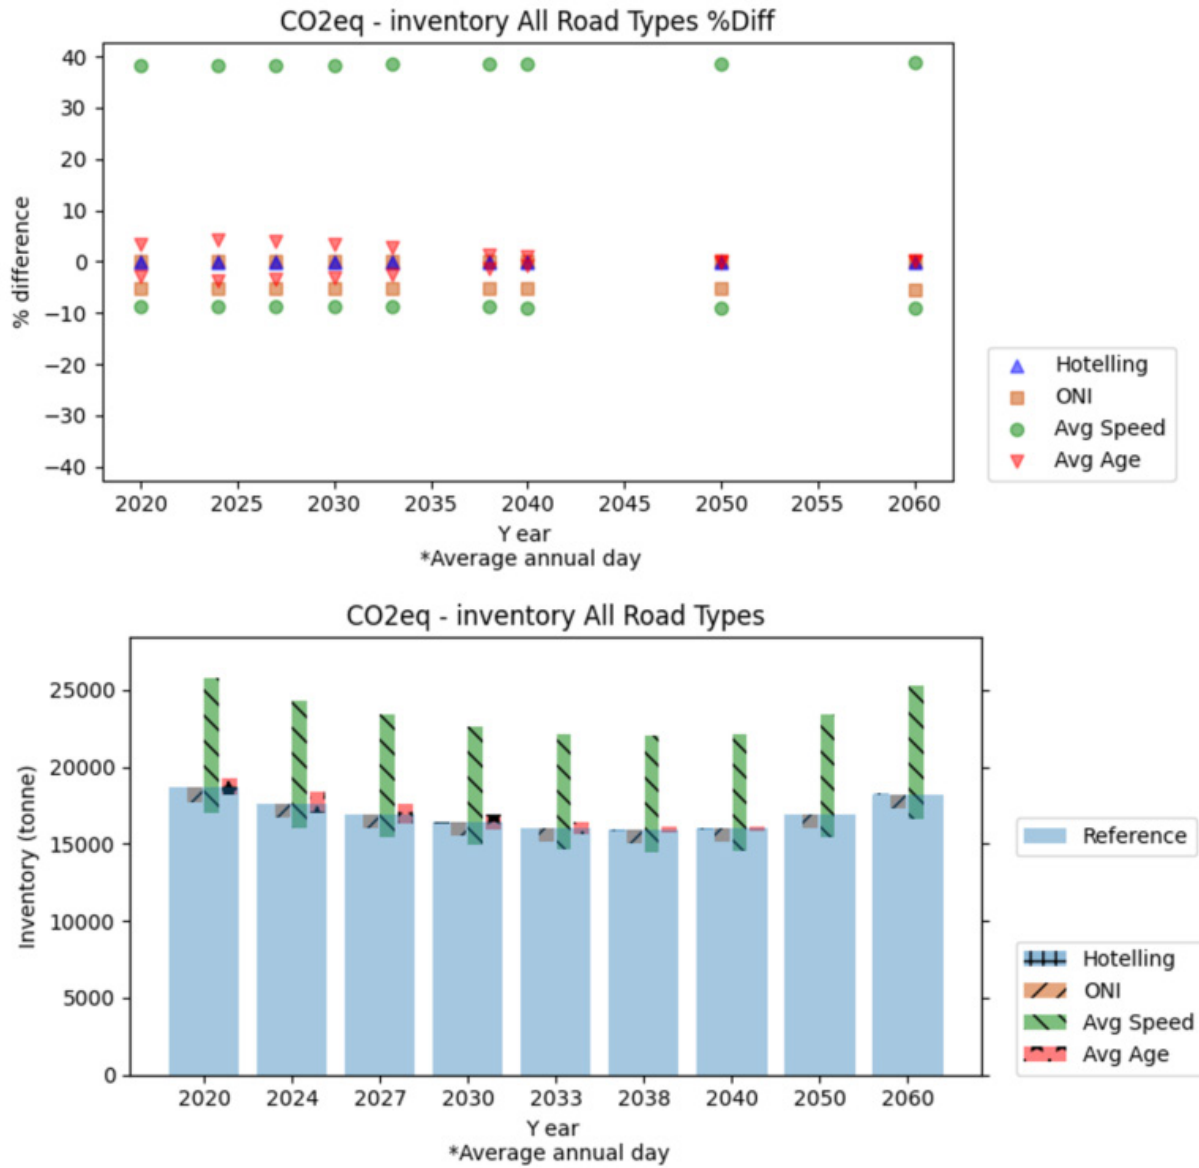 CO2eq - inventory All Road Types %Diff
40
30
20
10
0
−10
−20
−30
−40
% difference
2020 2025 2030 2035 2040 2045 2050 2055 2060
Y ear
*Average annual day
Hotelling
ONI
Avg Speed
Avg Age
CO2eq - inventory All Road Types
25000
20000
15000
10000
5000
0
Inventory (tonne)
2020 2024 2027 2030 2033 2038 2040 2050 2060
Y ear
*Average annual day
Reference
Hotelling
ONI
Avg Speed
Avg Age